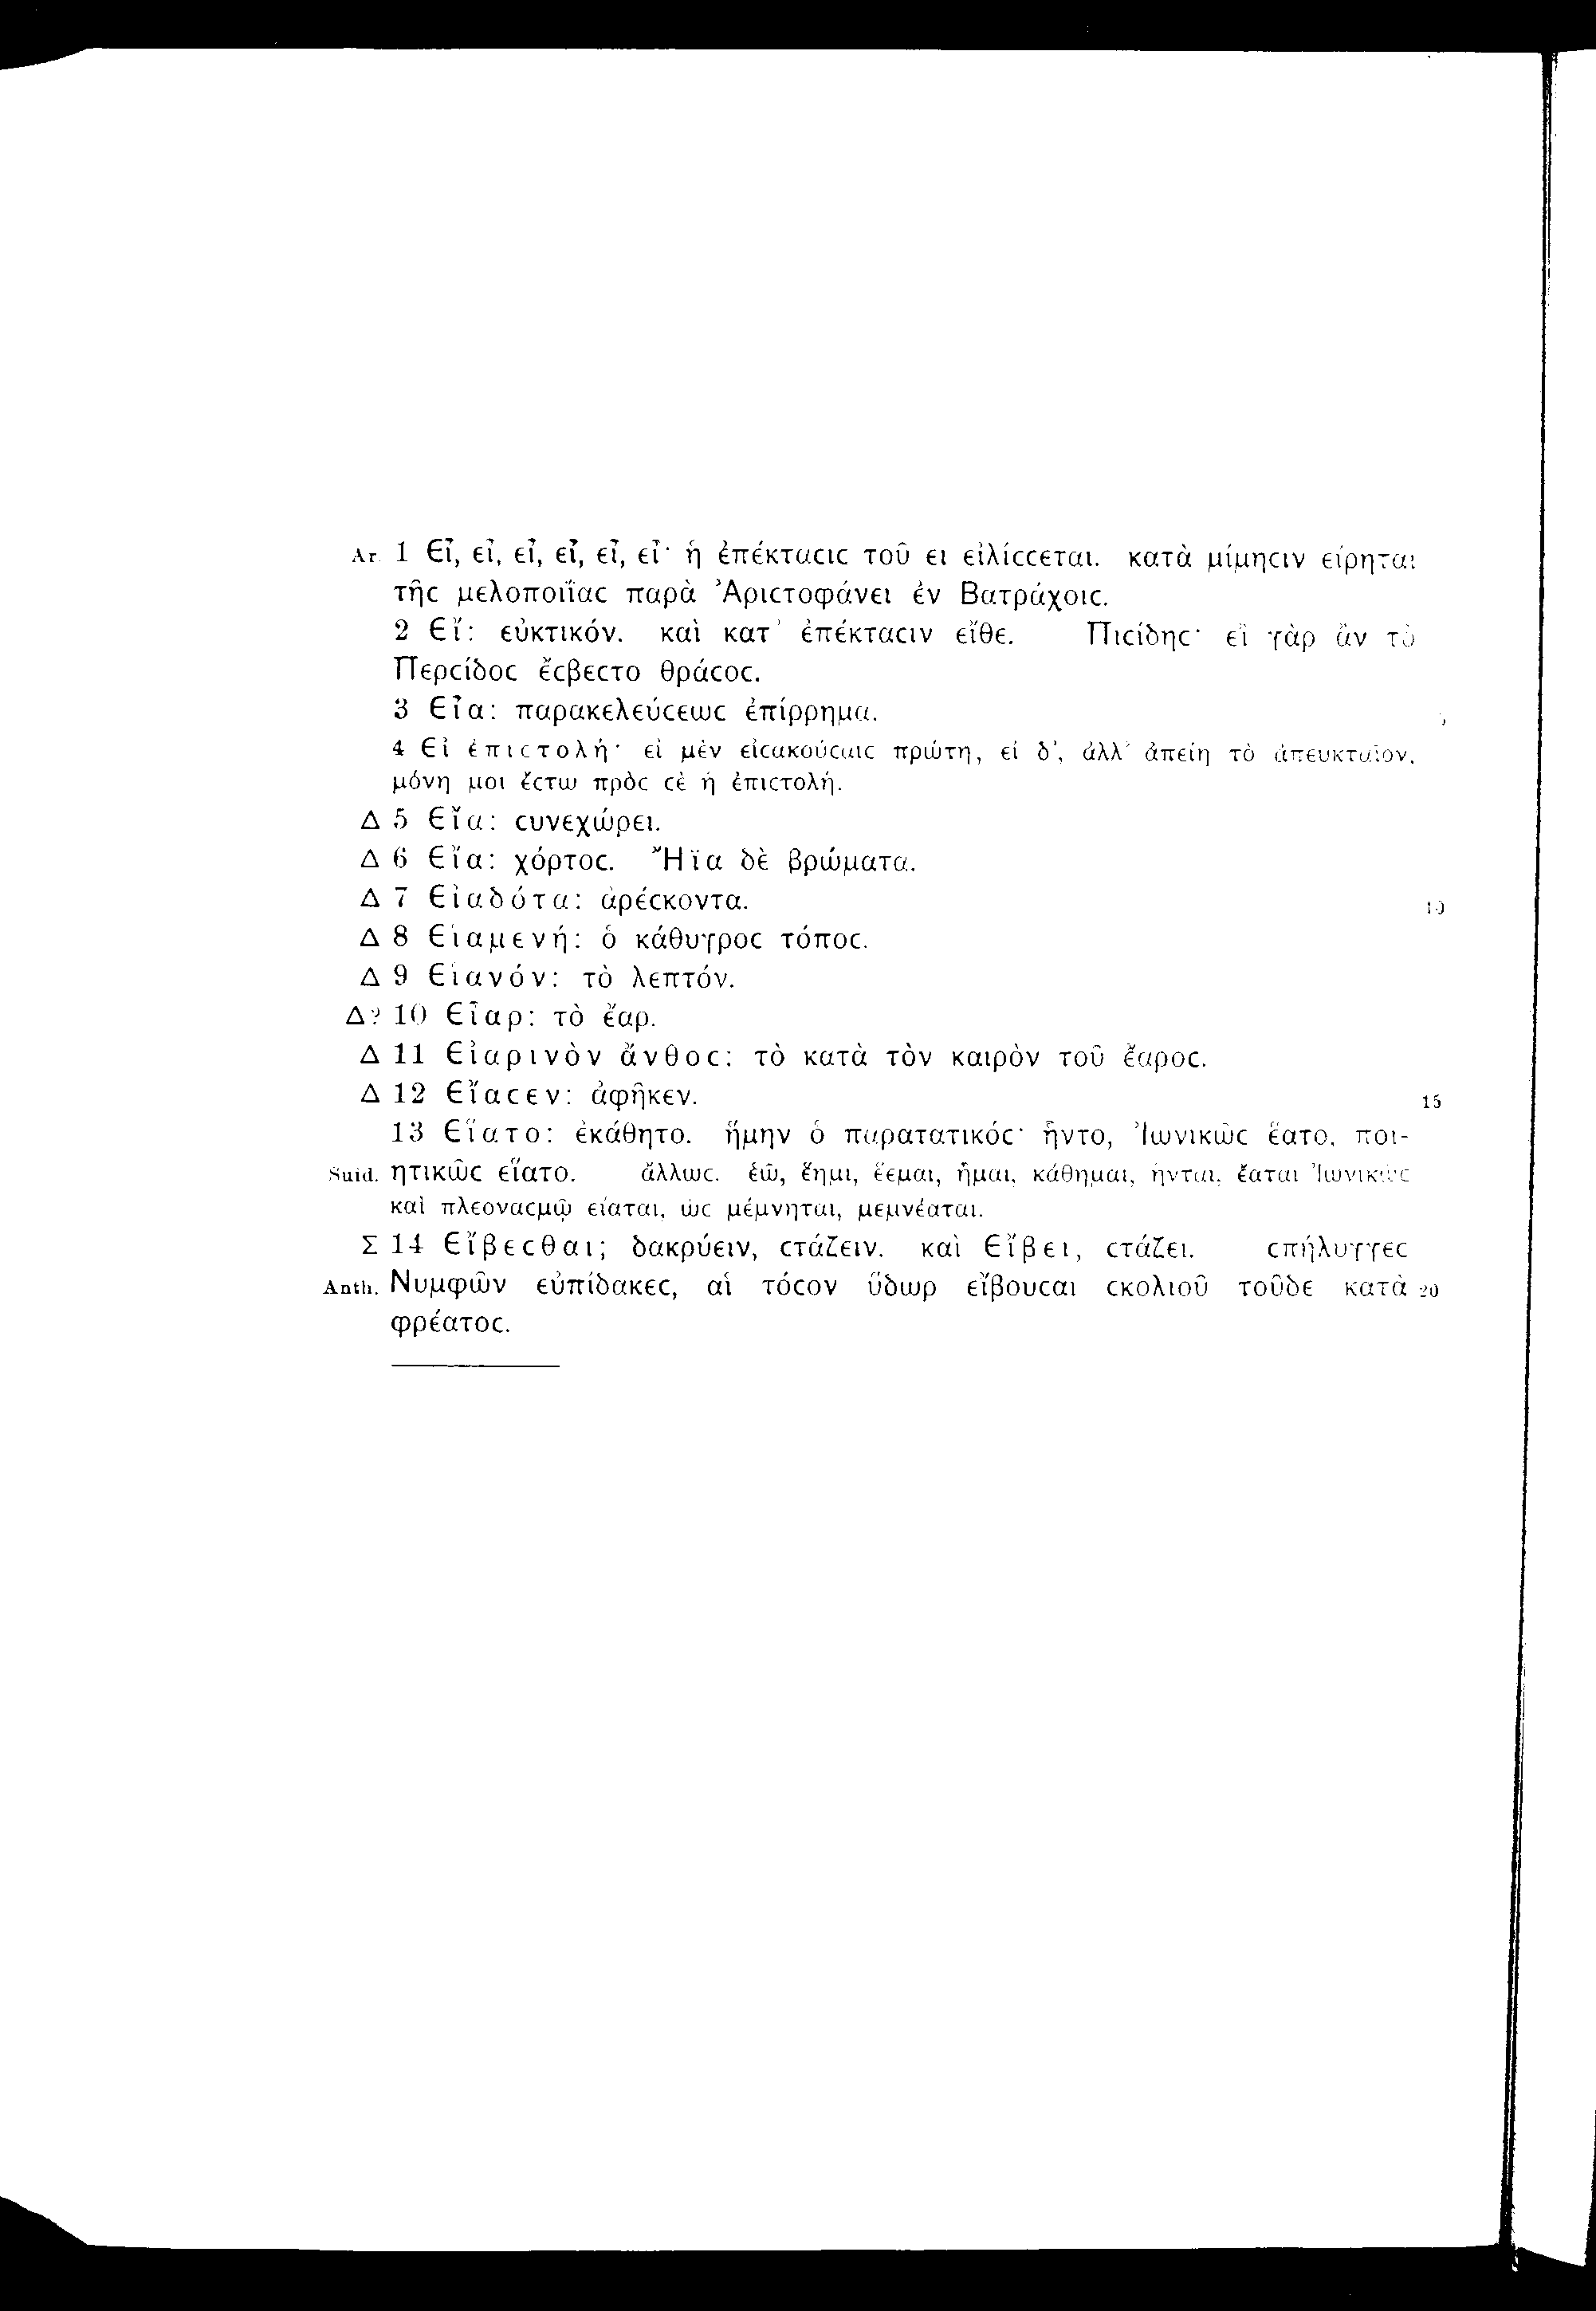 Ar. 1 Εἶ, εἶ, εἶ, εἶ, εἶ, εἶ· ἡ ἐπέκταϲιϲ τοῦ ει εἱλίϲϲεται. κατὰ μίμηϲιν εἴρηται
τῆϲ μελοποιΐαϲ παρὰ Ἀριϲτοφάνει ἐν Βατράχοιϲ.
2 Εἴ: εὐκτικόν. καὶ κατ' ἐπέκταϲιν εἴθε. Πιϲίδηϲ· εἰ γὰρ ἂν τὸ
Περϲίδοϲ ἔϲβεϲτο θράϲοϲ.
3 Εἶα: παρακελεύϲεωϲ ἐπίρρημα. 5
4 Εἰ ἐπιϲτολή· εἰ μὲν εἰϲακούϲαιϲ πρώτη, εἰ δ', ἀλλ' ἀπείη τὸ ἀπευκταῖον,
μόνη μοι ἔϲτω πρὸϲ ϲὲ ἡ ἐπιϲτολή.
Δ 5 Εἴα: ϲυνεχώρει.
Δ 6 Εἴα: χόρτοϲ. Ἤϊα δὲ βρώματα.
Δ 7 Εἰαδότα: ἀρέϲκοντα. 10
Δ 8 Εἱαμενή: ὁ κάθυγροϲ τόποϲ.
Δ 9 Εἱανόν: τὸ λεπτόν.
Δ? 10 Εἶαρ: τὸ ἔαρ.
Δ 11 Εἰαρινὸν ἄνθοϲ: τὸ κατὰ τὸν καιρὸν τοῦ ἔαροϲ.
Δ 12 Εἴαϲεν: ἀφῆκεν. 15
13 Εἵατο: ἐκάθητο. ἥμην ὁ παρατατικόϲ· ἧντο, Ἰωνικῶϲ ἕατο, ποι-
Suid. ητικῶϲ εἵατο. ἄλλωϲ. ἑῶ, ἕημι, ἕεμαι, ἧμαι, κάθημαι, ἧνται, ἕαται Ἰωνικῶϲ
καὶ πλεοναϲμῷ εἵαται, ὡϲ μέμνηται, μεμνέαται.
Σ 14 Εἴβεϲθαι; δακρύειν, ϲτάζειν. καὶ Εἴβει, ϲτάζει. ϲπήλυγγεϲ
Anth. Νυμφῶν εὐπίδακεϲ, αἱ τόϲον ὕδωρ εἴβουϲαι ϲκολιοῦ τοῦδε κατὰ 20
φρέατοϲ.